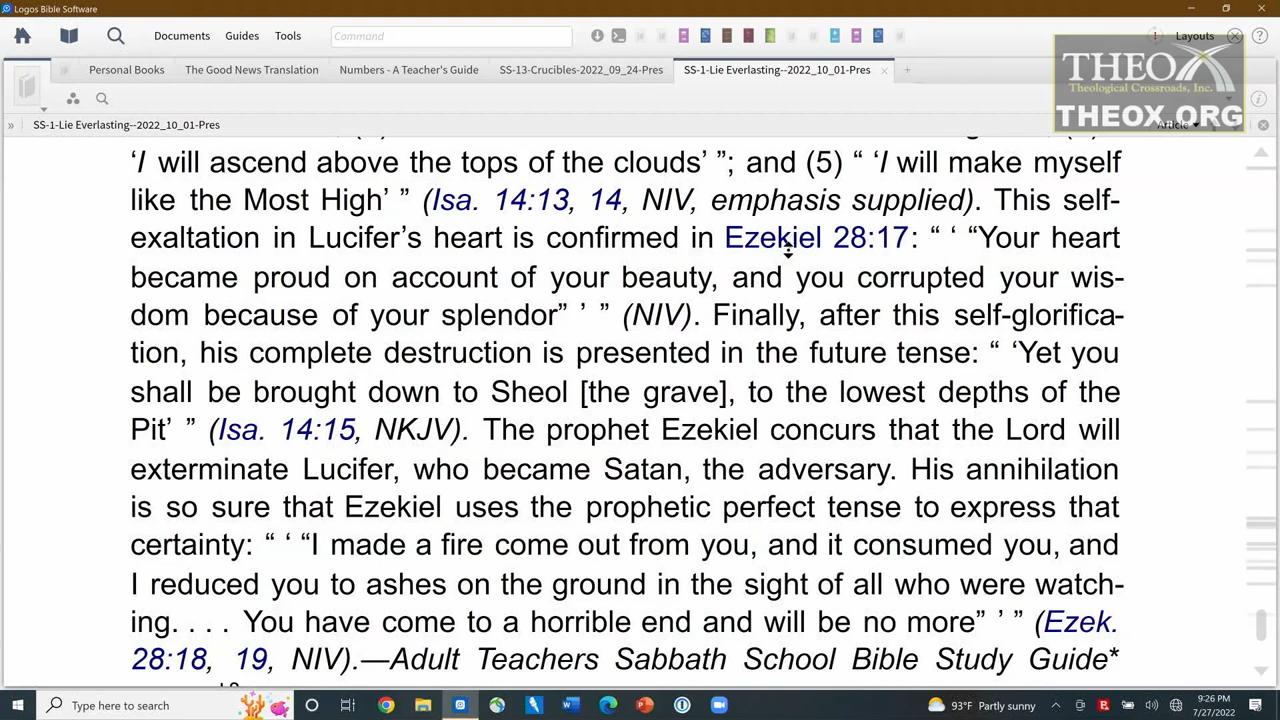 Logos Bible Software
Documents Guides Tools Command Layouts
THEOX
Theological Crossroads, Inc.
THEOX.ORG
Personal Books The Good News Translation Numbers - A Teacher's Guide SS-13-Crucibles-2022_09_24-Pres SS-1-Lie Everlasting--2022_10_01-Pres
SS-1-Lie Everlasting--2022_10_01-Pres Article
‘I will ascend above the tops of the clouds’ ”; and (5) “ ‘I will make myself
like the Most High’ ” (Isa. 14:13, 14, NIV, emphasis supplied). This self-
exaltation in Lucifer’s heart is confirmed in Ezekiel 28:17: “ ‘ “Your heart
became proud on account of your beauty, and you corrupted your wis-
dom because of your splendor” ’ ” (NIV). Finally, after this self-glorifica-
tion, his complete destruction is presented in the future tense: “ ‘Yet you
shall be brought down to Sheol [the grave], to the lowest depths of the
Pit’ ” (Isa. 14:15, NKJV). The prophet Ezekiel concurs that the Lord will
exterminate Lucifer, who became Satan, the adversary. His annihilation
is so sure that Ezekiel uses the prophetic perfect tense to express that
certainty: “ ‘ “I made a fire come out from you, and it consumed you, and
I reduced you to ashes on the ground in the sight of all who were watch-
ing. . . . You have come to a horrible end and will be no more” ’ ” (Ezek.
28:18, 19, NIV).—Adult Teachers Sabbath School Bible Study Guide*
Type here to search 93°F Partly sunny 9:26 PM
7/27/2022